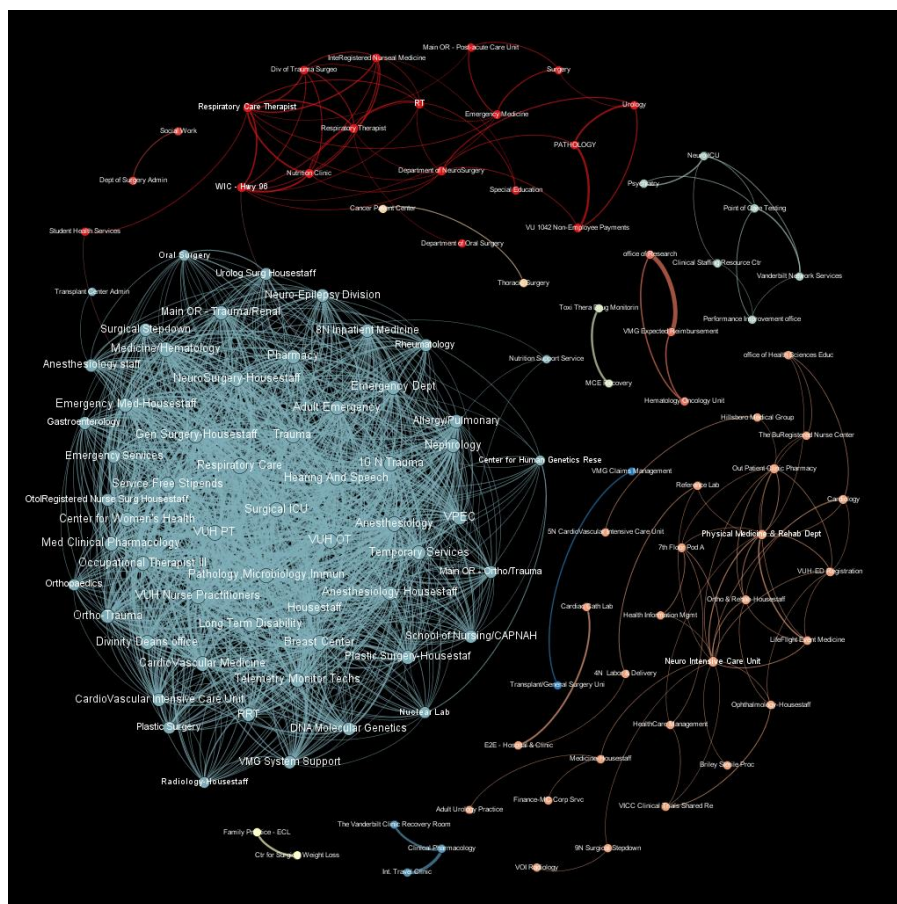 Main OR - Post-acute Care Unit
InteRegistered Nurseal Medicine
Div of Trauma Surgeo
Surgery
Respiratory Care Therapist
RT
Urology
Emergency Medicine
Respiratory Therapist
Social Work
PATHOLOGY
NeuroICU
Department of NeuroSurgery
Nutrition Clinic
Dept of Surgery Admin
Psychiatry
WIC - Hwy 96
Special Education
Cancer Patient Center
Point of Care Testing
VU 1042 Non-Employee Payments
Student Health Services
Department of Oral Surgery
Oral Surgery
office of Research
Clinical Staffing Resource Ctr
Urolog Surg Housestaff
Vanderbilt Network Services
Thoracic Surgery
Transplant Center Admin
Neuro-Epilepsy Division
Toxi Thera Drug Monitorin
Main OR - Trauma/Renal
Performance Improvement office
Surgical Stepdown
8N Inpatient Medicine
VMG Expected Reimbursement
Medicine/Hematology
Rheumatology
Pharmacy
office of Health Sciences Educ
Anesthesiology staff
Nutrition Support Service
NeuroSurgery-Housestaff
MCE Recovery
Emergency Dept
Hematology Oncology Unit
Emergency Med-Housestaff
Adult Emergency
Hillsboro Medical Group
Gastroenterology
Allergy/Pulmonary
Gen Surgery-Housestaff
Trauma
The BuRegistered Nurse Center
Nephrology
Emergency Services
Respiratory Care
10 N Trauma
Center for Human Genetics Rese
Out Patient Clinic Pharmacy
VMG Claims Management
Hearing And Speech
Service Free Stipends
Reference Lab
OtolRegistered Nurse Surg Housestaff
Cardiology
Surgical ICU
Center for Women's Health
VPEC
Anesthesiology
VUH PT
5N CardioVascular Intensive Care Unit
Physical Medicine & Rehab Dept
Med Clinical Pharmacology
VUH OT
7th Floor Pod A
Temporary Services
Occupational Therapist III
Main OR - Ortho/Trauma
VUH-ED Registration
Pathology,Microbiology,Immun
Orthopaedics
Anesthesiology Housestaff
VUH Nurse Practitioners
Ortho & Rehab-Housestaff
Housestaff
Cardiac Cath Lab
Ortho-Trauma
Health Information Mgmt
Long Term Disability
School of Nursing/CAPNAH
LifeFlight Event Medicine
Divinity Deans office
Breast Center
Plastic Surgery-Housestaf
CardioVascular Medicine
Neuro Intensive Care Unit
4N Labor & Delivery
Telemetry Monitor Techs
Transplant/General Surgery Uni
CardioVascular Intensive Care Unit
Ophthalmology-Housestaff
Nuclear Lab
RRT
Plastic Surgery
DNA Molecular Genetics
HealthCare Management
E2E - Hospital & Clinic
VMG System Support
Medicine Housestaff
Radiology-Housestaff
Finance-MC Corp Srvc
VICC Clinical Trials Shared Re
Adult Urology Practice
The Vanderbilt Clinic Recovery Room
Family Practice - ECL
Clinical Pharmacology
9N Surgical Stepdown
Ctr for Surgical Weight Loss
VOI Radiology
Int. Travel Clinic